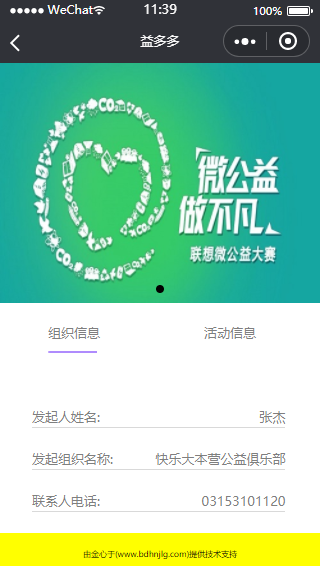 ●●●●● WeChat 11:39 100%
益多多
CO2
微公益
做不凡
联想微公益大赛
组织信息 活动信息
发起人姓名: 张杰
发起组织名称: 快乐大本营公益俱乐部
联系人电话: 03153101120
由金心于(www.bdhnjlg.com)提供技术支持